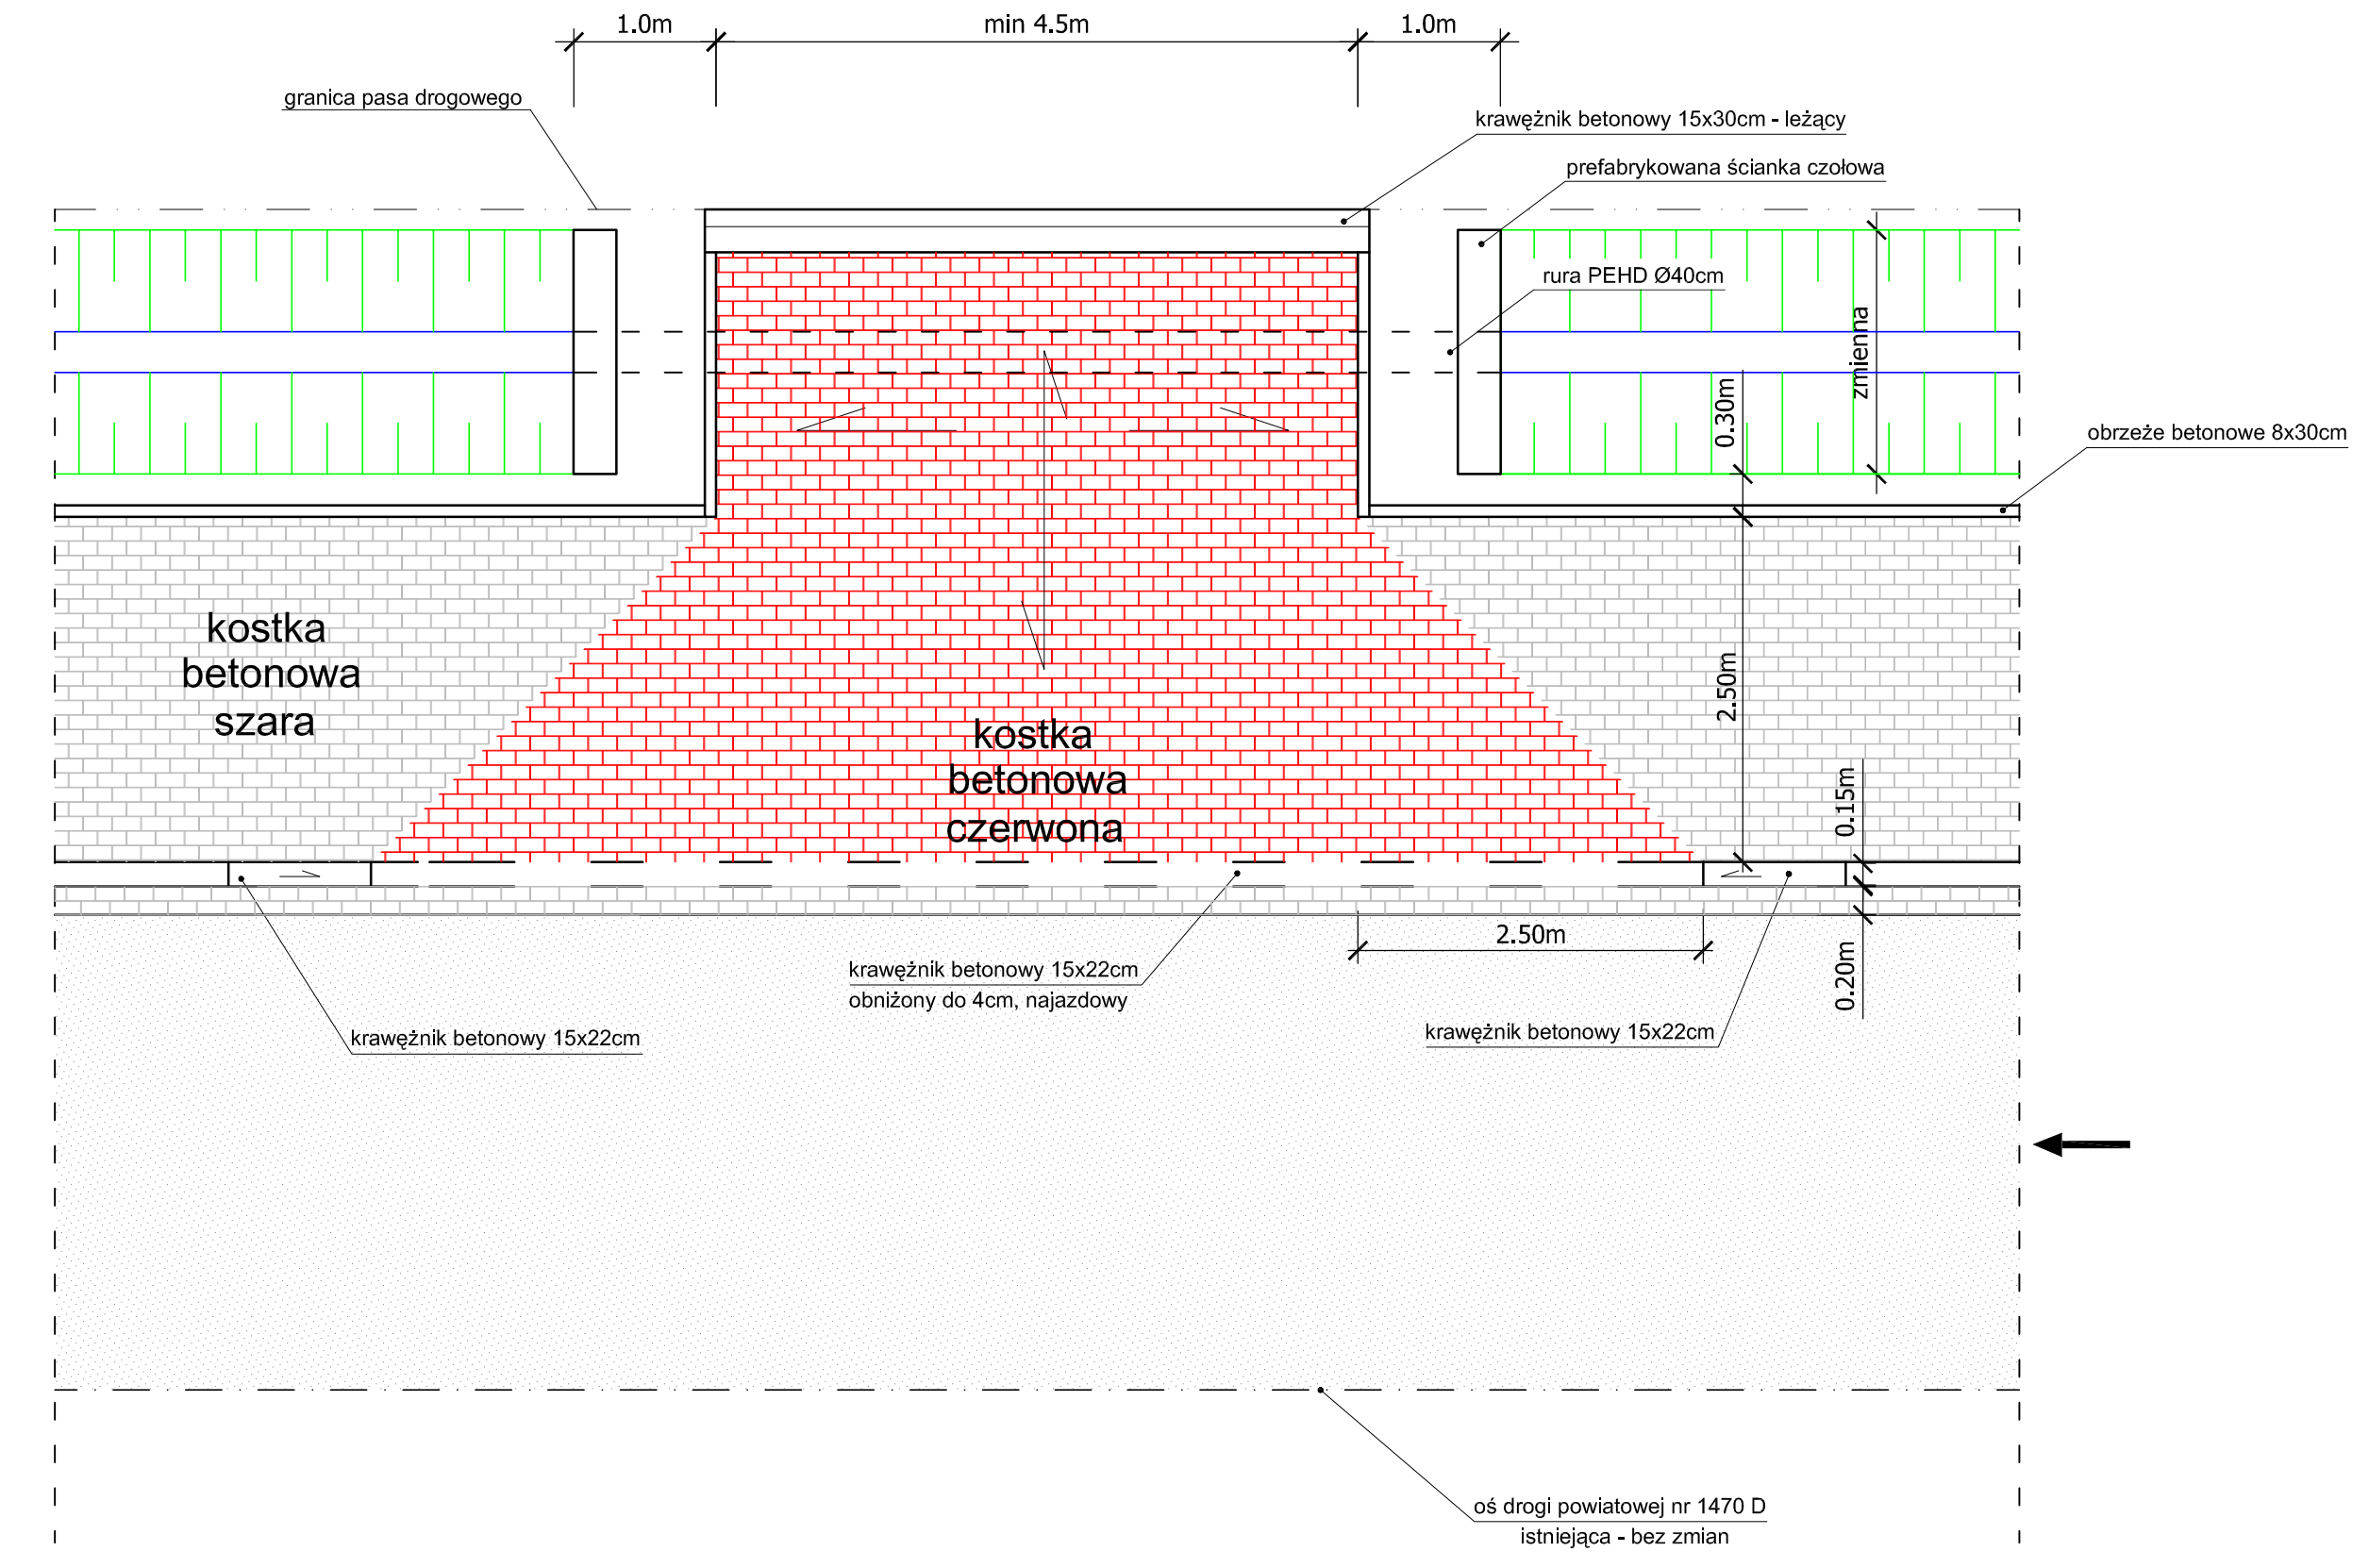 1.0m
min 4.5m
1.0m
granica pasa drogowego
krawężnik betonowy 15x30cm - leżący
prefabrykowana ścianka czołowa
rura PEHD Ø40cm
zmienna
0.30m
obrzeże betonowe 8x30cm
kostka
betonowa
szara
2.50m
kostka
betonowa
czerwona
0.15m
2.50m
0.20m
krawężnik betonowy 15x22cm
obniżony do 4cm, najazdowy
krawężnik betonowy 15x22cm
krawężnik betonowy 15x22cm
oś drogi powiatowej nr 1470 D
istniejąca - bez zmian